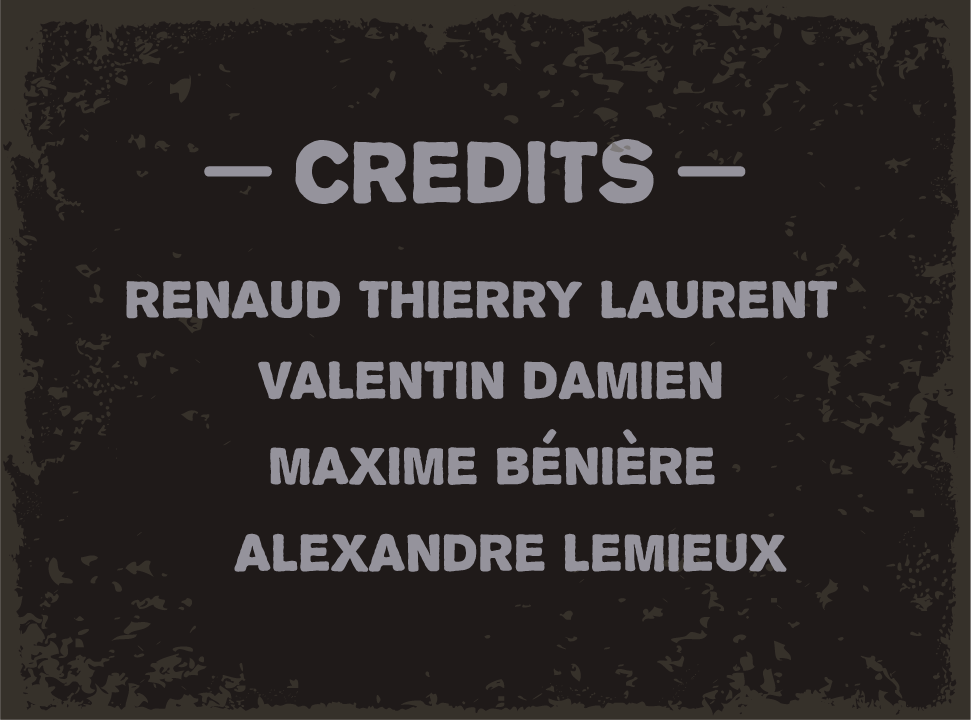 — CREDITS —
RENAUD THIERRY LAURENT
VALENTIN DAMIEN
MAXIME BÉNIÈRE
ALEXANDRE LEMIEUX